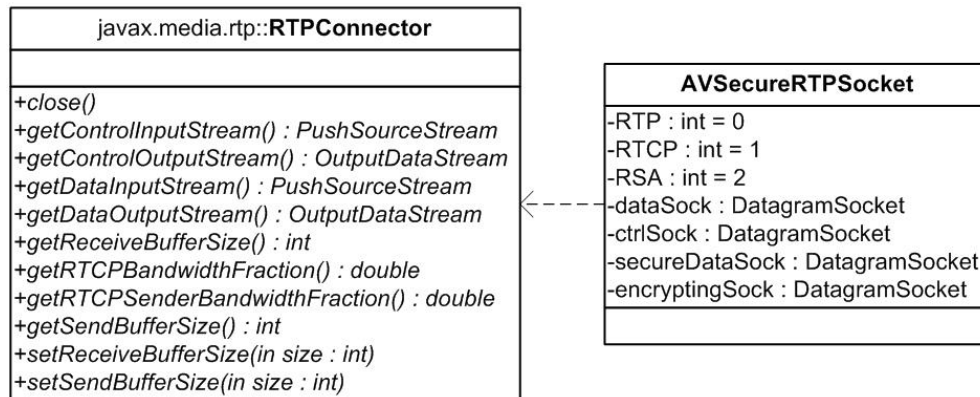 javax.media.rtp::RTPConnector
+close()
+getControlInputStream() : PushSourceStream
+getControlOutputStream() : OutputDataStream
+getDataInputStream() : PushSourceStream
+getDataOutputStream() : OutputDataStream
+getReceiveBufferSize() : int
+getRTCPBandwidthFraction() : double
+getRTCPSenderBandwidthFraction() : double
+getSendBufferSize() : int
+setReceiveBufferSize(in size : int)
+setSendBufferSize(in size : int)
AVSecureRTPSocket
-RTP : int = 0
-RTCP : int = 1
-RSA : int = 2
-dataSock : DatagramSocket
-ctrlSock : DatagramSocket
-secureDataSock : DatagramSocket
-encryptingSock : DatagramSocket